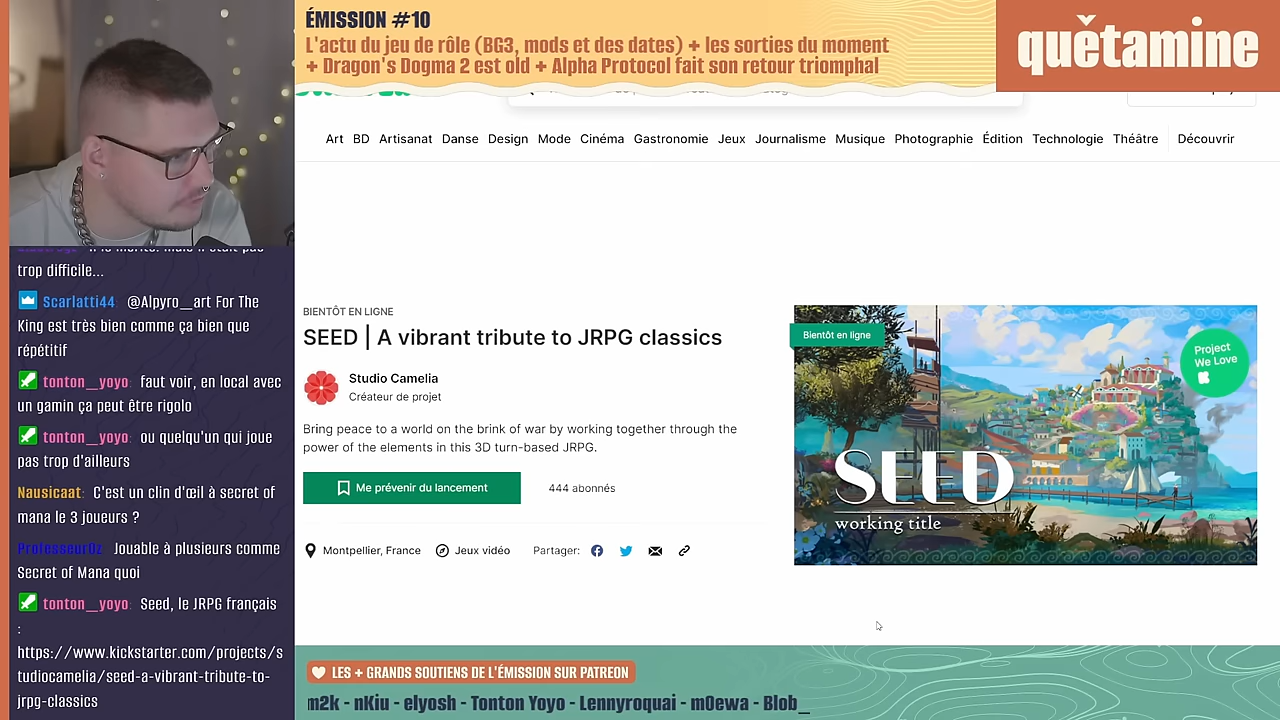 ÉMISSION #10
L'actu du jeu de rôle (BG3, mods et des dates) + les sorties du moment
+ Dragon's Dogma 2 est old + Alpha Protocol fait son retour triomphal
quêtamine
Art BD Artisanat Danse Design Mode Cinéma Gastronomie Jeux Journalisme Musique Photographie Édition Technologie Théâtre Découvrir
trop difficile...
Scarlatti44: @Alpyro_art For The
King est très bien comme ça bien que
répétitif
tonton_yoyo: faut voir, en local avec
un gamin ça peut être rigolo
tonton_yoyo: ou quelqu'un qui joue
pas trop d'ailleurs
Nausicaat: C'est un clin d'œil à secret of
mana le 3 joueurs ?
ProfesseurOz: Jouable à plusieurs comme
Secret of Mana quoi
tonton_yoyo: Seed, le JRPG français
:
https://www.kickstarter.com/projects/s
tudiocamelia/seed-a-vibrant-tribute-to-
jrpg-classics
BIENTÔT EN LIGNE
SEED | A vibrant tribute to JRPG classics
Studio Camelia
Créateur de projet
Bring peace to a world on the brink of war by working together through the
power of the elements in this 3D turn-based JRPG.
Me prévenir du lancement
444 abonnés
Montpellier, France
Jeux vidéo
Partager:
Bientôt en ligne
Project
We Love
SEED
working title
LES + GRANDS SOUTIENS DE L'ÉMISSION SUR PATREON
m2k - nKiu - elyosh - Tonton Yoyo - Lennyroquai - m0ewa - Blob_